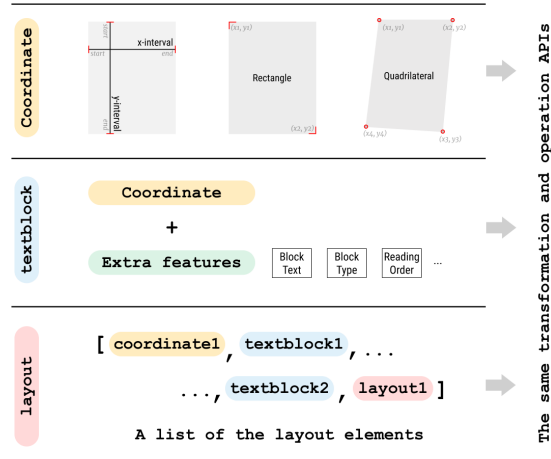 Coordinate
start
x-interval
start
end
y-interval
end
(x1, y1)
Rectangle
(x2, y2)
(x1, y1)
(x2, y2)
Quadrilateral
(x4, y4)
(x3, y3)
textblock
Coordinate
+
Extra features
Block Text
Block Type
Reading Order
...
layout
[ coordinate1, textblock1, ...
..., textblock2, layout1 ]
A list of the layout elements
The same transformation and operation APIs